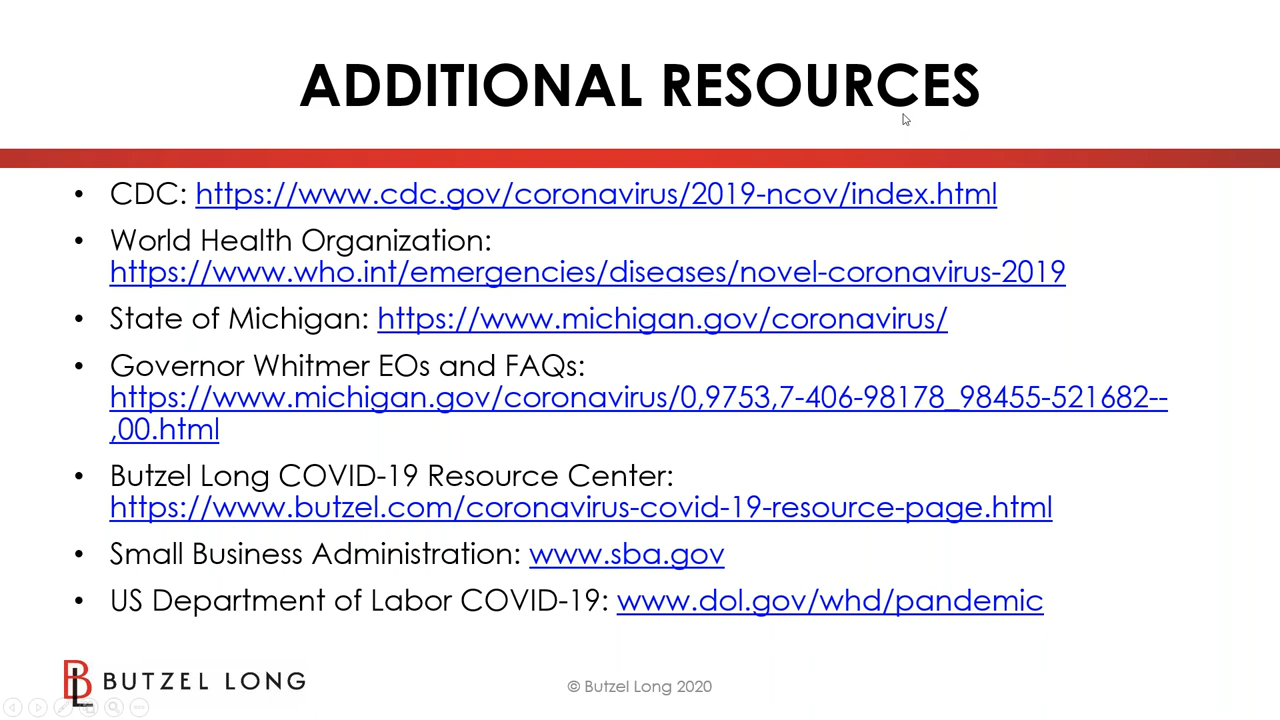 ADDITIONAL RESOURCES
• CDC: https://www.cdc.gov/coronavirus/2019-ncov/index.html
• World Health Organization:
https://www.who.int/emergencies/diseases/novel-coronavirus-2019
• State of Michigan: https://www.michigan.gov/coronavirus/
• Governor Whitmer EOs and FAQs:
https://www.michigan.gov/coronavirus/0,9753,7-406-98178_98455-521682--
,00.html
• Butzel Long COVID-19 Resource Center:
https://www.butzel.com/coronavirus-covid-19-resource-page.html
• Small Business Administration: www.sba.gov
• US Department of Labor COVID-19: www.dol.gov/whd/pandemic
BL BUTZEL LONG
© Butzel Long 2020